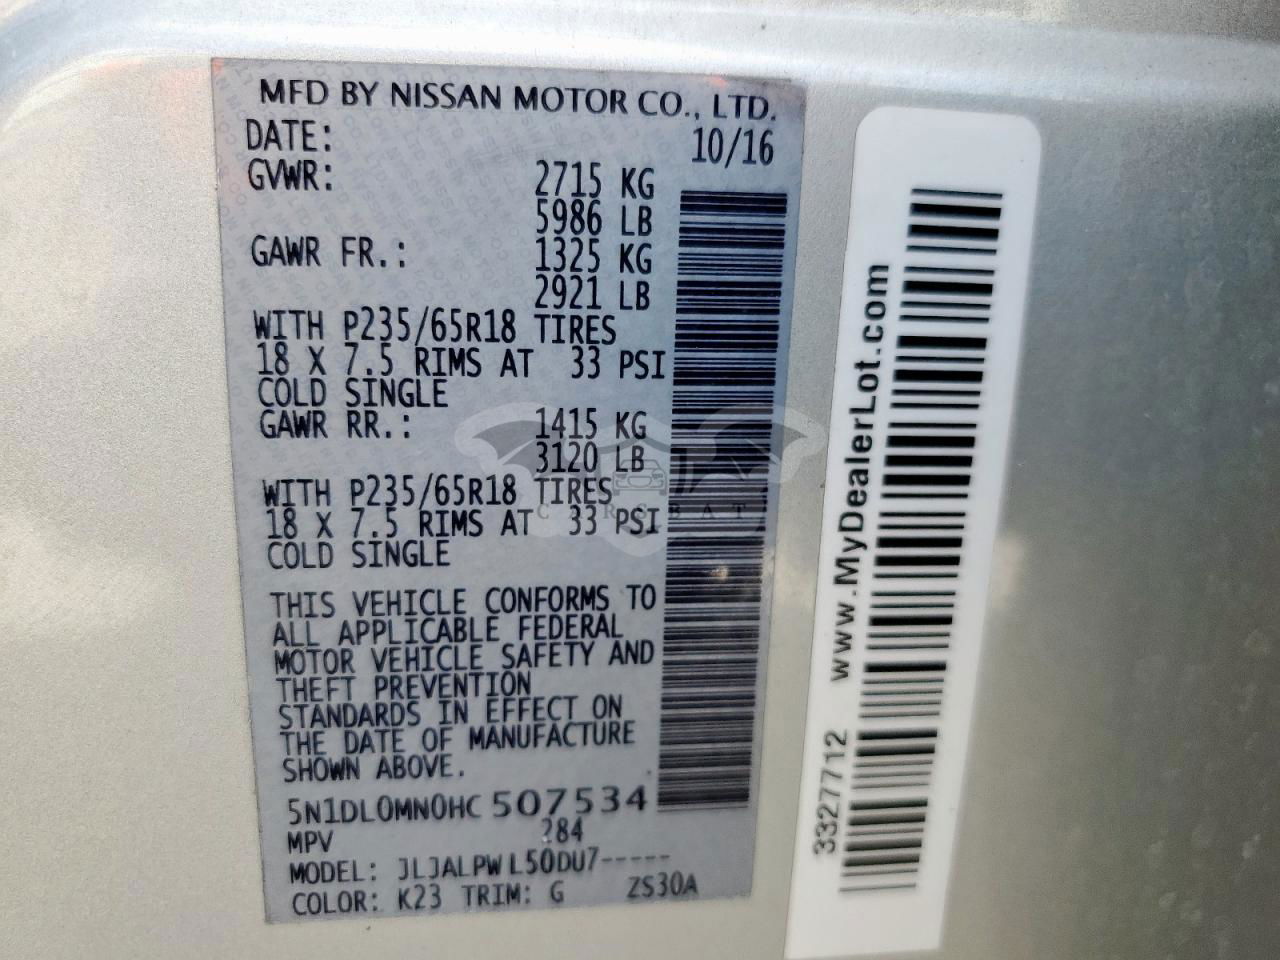 MFD BY NISSAN MOTOR CO., LTD.
DATE: 10/16
GVWR: 2715 KG
5986 LB
GAWR FR.: 1325 KG
2921 LB
WITH P235/65R18 TIRES
18 X 7.5 RIMS AT 33 PSI
COLD SINGLE
GAWR RR.: 1415 KG
3120 LB
WITH P235/65R18 TIRES
18 X 7.5 RIMS AT 33 PSI
COLD SINGLE
THIS VEHICLE CONFORMS TO
ALL APPLICABLE FEDERAL
MOTOR VEHICLE SAFETY AND
THEFT PREVENTION
STANDARDS IN EFFECT ON
THE DATE OF MANUFACTURE
SHOWN ABOVE.
5N1DL0MN0HC507534
MPV 284
MODEL: JLJALPWL50DU7-----
COLOR: K23 TRIM: G ZS30A
3327712 www.MyDealerLot.com
CARSBAT